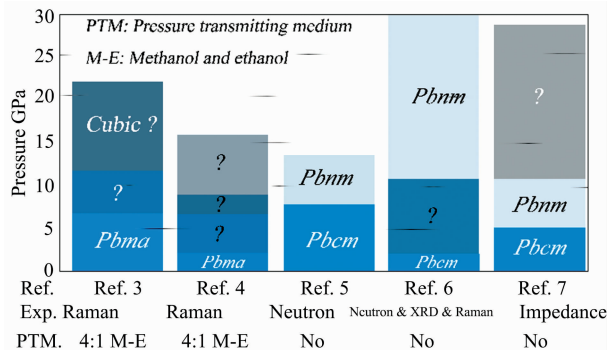 PTM: Pressure transmitting medium
M-E: Methanol and ethanol
Pressure GPa
30
25
20
15
10
5
0
Cubic ?
?
Pbma
?
?
?
Pbma
Pbnm
Pbcm
Pbnm
?
Pbcm
?
Pbnm
Pbcm
Ref. Ref. 3 Ref. 4 Ref. 5 Ref. 6 Ref. 7
Exp. Raman Raman Neutron Ncutron & XRD & Raman Impedance
PTM. 4:1 M-E 4:1 M-E No No No